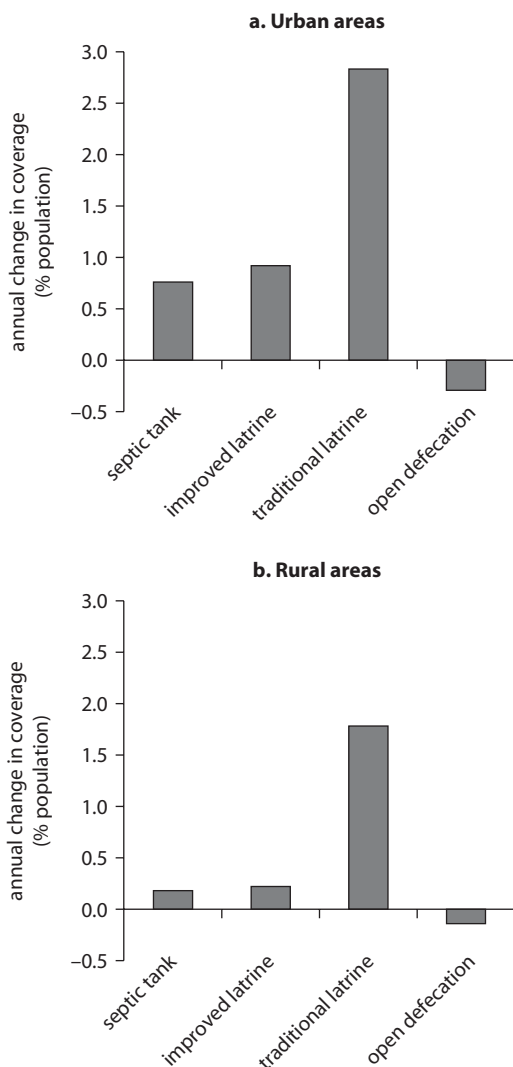 a. Urban areas
annual change in coverage
(% population)
3.0
2.5
2.0
1.5
1.0
0.5
0.0
–0.5
septic tank
improved latrine
traditional latrine
open defecation
b. Rural areas
annual change in coverage
(% population)
3.0
2.5
2.0
1.5
1.0
0.5
0.0
–0.5
septic tank
improved latrine
traditional latrine
open defecation